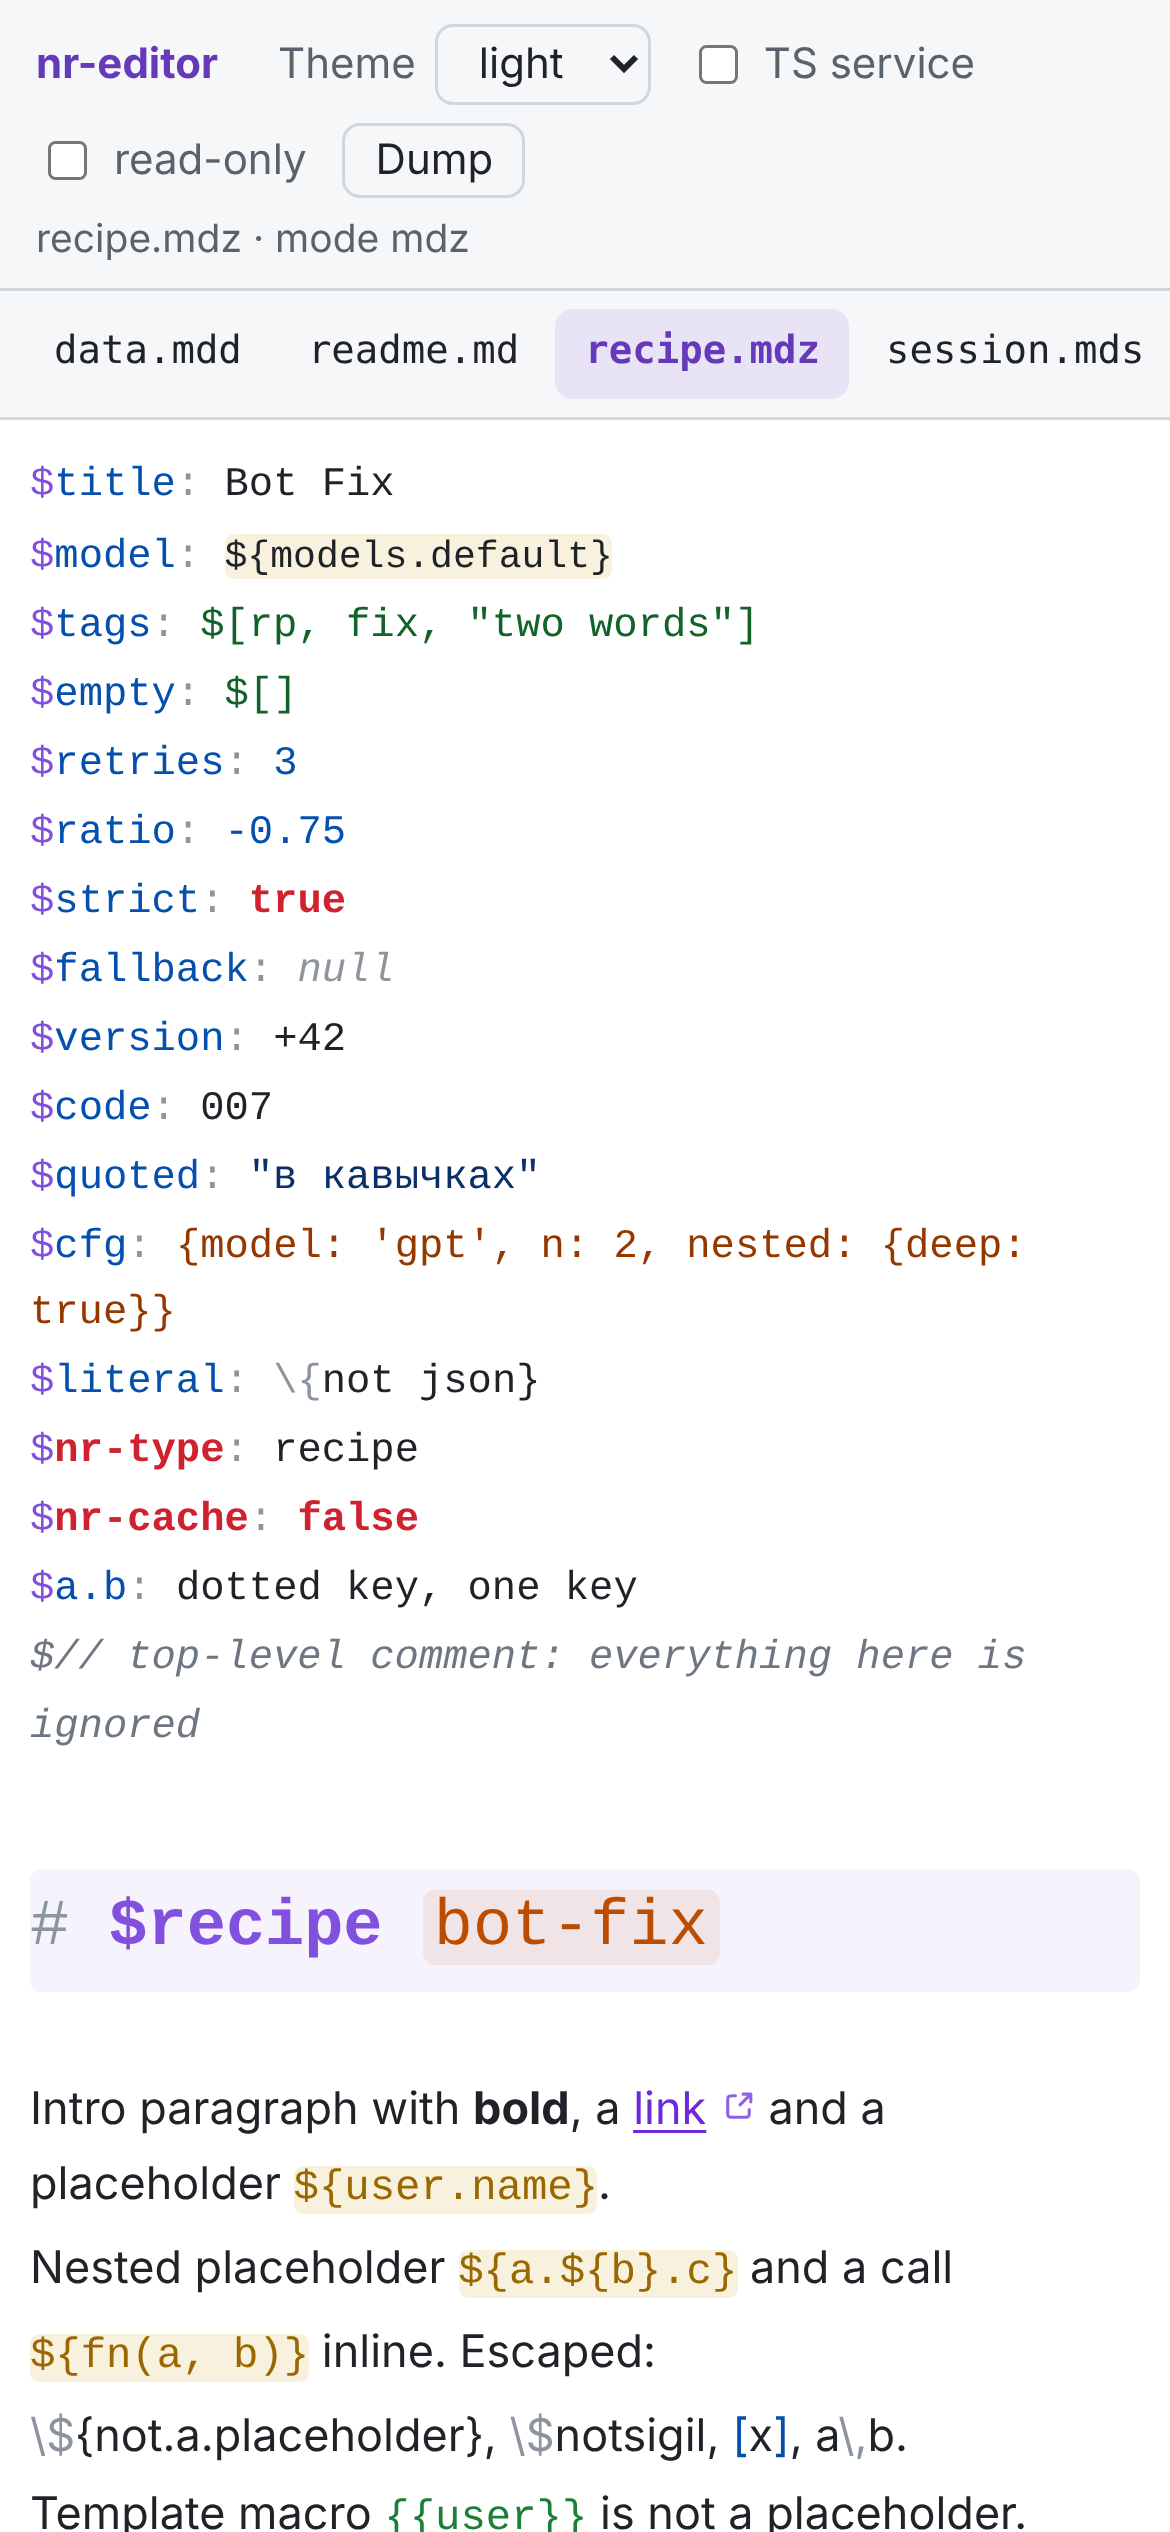 nr-editor Theme light TS service
read-only Dump
recipe.mdz · mode mdz
data.mdd readme.md recipe.mdz session.mds
$title: Bot Fix
$model: ${models.default}
$tags: $[rp, fix, "two words"]
$empty: $[]
$retries: 3
$ratio: -0.75
$strict: true
$fallback: null
$version: +42
$code: 007
$quoted: "в кавычках"
$cfg: {model: 'gpt', n: 2, nested: {deep:
true}}
$literal: \{not json}
$nr-type: recipe
$nr-cache: false
$a.b: dotted key, one key
$// top-level comment: everything here is
ignored
# $recipe bot-fix
Intro paragraph with bold, a link and a
placeholder ${user.name}.
Nested placeholder ${a.${b}.c} and a call
${fn(a, b)} inline. Escaped:
\${not.a.placeholder}, \$notsigil, [x], a\,b.
Template macro {{user}} is not a placeholder.